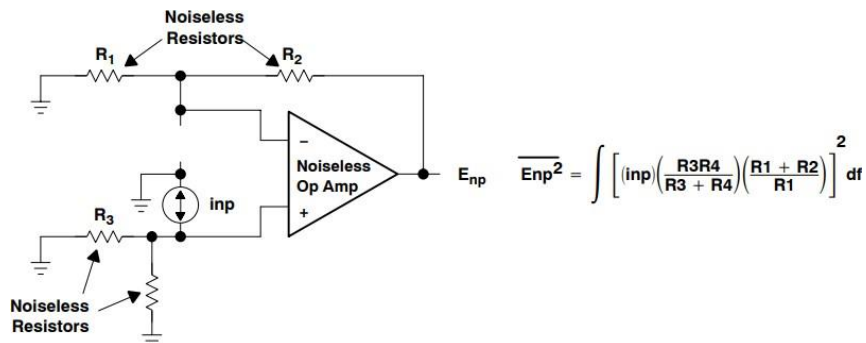 Noiseless
Resistors
R1
R2
−
Noiseless
Op Amp
+
Enp
Enp² = ∫ [(inp)(R3R4/R3 + R4)(R1 + R2/R1)]² df
inp
R3
Noiseless
Resistors